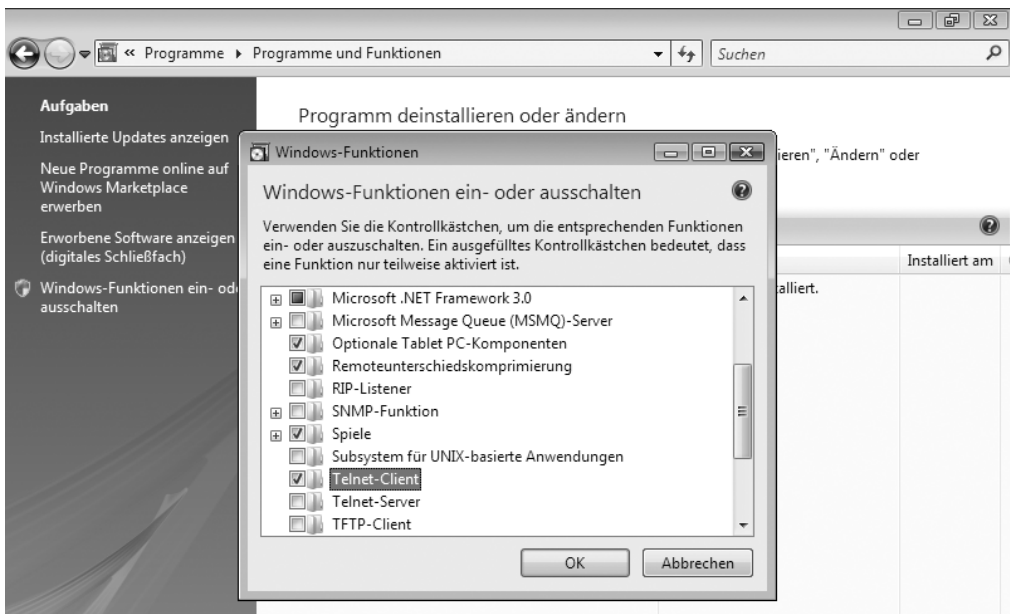 « Programme ▸ Programme und Funktionen
Suchen
Aufgaben
Installierte Updates anzeigen
Neue Programme online auf
Windows Marketplace
erwerben
Erworbene Software anzeigen
(digitales Schließfach)
Windows-Funktionen ein- od
ausschalten
Programm deinstallieren oder ändern
ieren", "Ändern" oder
Installiert am
talliert.
Windows-Funktionen
Windows-Funktionen ein- oder ausschalten
Verwenden Sie die Kontrollkästchen, um die entsprechenden Funktionen
ein- oder auszuschalten. Ein ausgefülltes Kontrollkästchen bedeutet, dass
eine Funktion nur teilweise aktiviert ist.
Microsoft .NET Framework 3.0
Microsoft Message Queue (MSMQ)-Server
Optionale Tablet PC-Komponenten
Remoteunterschiedskomprimierung
RIP-Listener
SNMP-Funktion
Spiele
Subsystem für UNIX-basierte Anwendungen
Telnet-Client
Telnet-Server
TFTP-Client
OK
Abbrechen